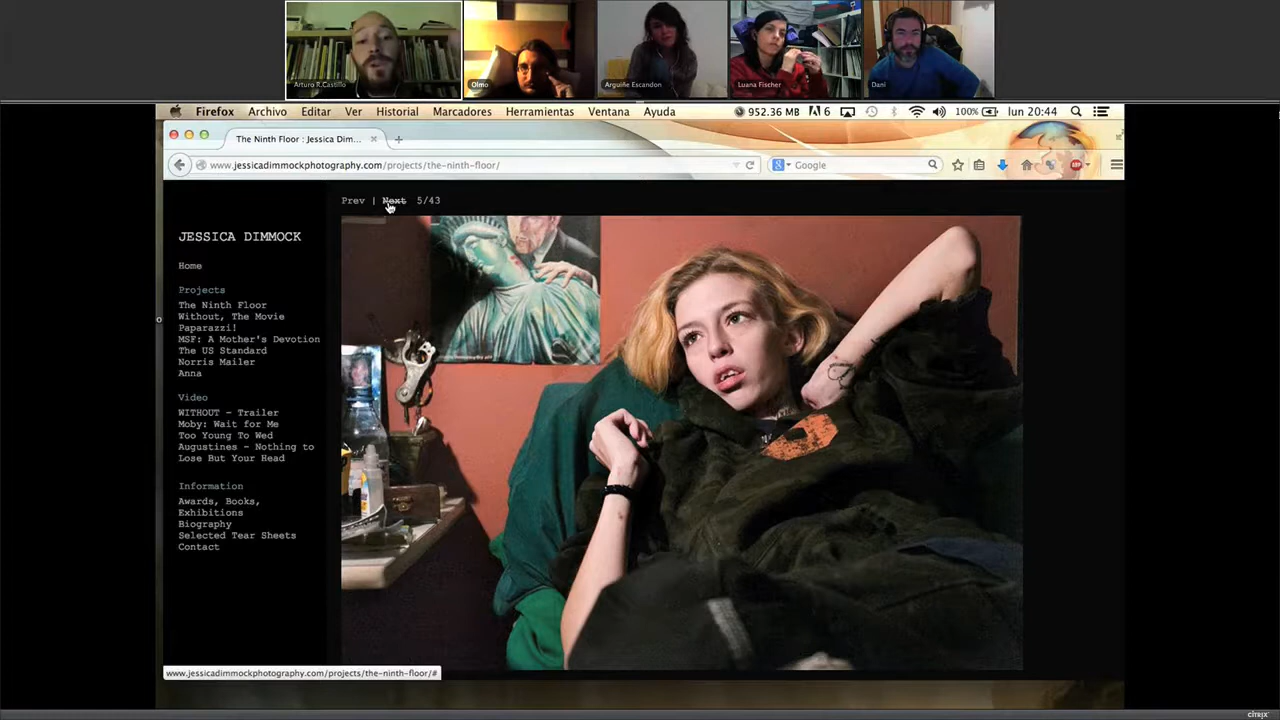 Arturo R.Castillo
Olmo
Arguiñe Escandon
Luana Fischer
Dani
Firefox Archivo Editar Ver Historial Marcadores Herramientas Ventana Ayuda 952.36 MB 6 100% lun 20:44
The Ninth Floor : Jessica Dim...
www.jessicadimmockphotography.com/projects/the-ninth-floor/
Google
ABP
Prev | Next 5/43
JESSICA DIMMOCK
Home
Projects
The Ninth Floor
Without, The Movie
Paparazzi!
MSF: A Mother's Devotion
The US Standard
Norris Mailer
Anna
Video
WITHOUT - Trailer
Moby: Wait for Me
Too Young To Wed
Augustines - Nothing to
Lose But Your Head
Information
Awards, Books,
Exhibitions
Biography
Selected Tear Sheets
Contact
www.jessicadimmockphotography.com/projects/the-ninth-floor/#
CITRIX